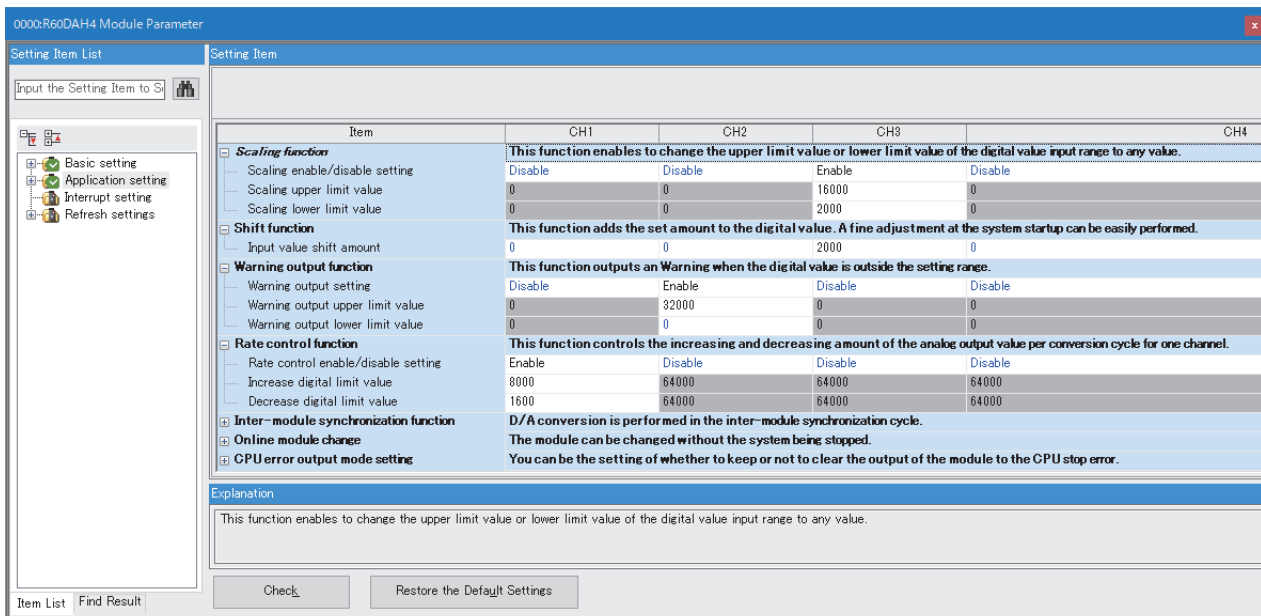 0000:R60DAH4 Module Parameter
Setting Item List
Setting Item
Input the Setting Item to Se
Item CH1 CH2 CH3 CH4
Scaling function This function enables to change the upper limit value or lower limit value of the digital value input range to any value.
Scaling enable/disable setting Disable Disable Enable Disable
Scaling upper limit value 0 0 16000 0
Scaling lower limit value 0 0 2000 0
Shift function This function adds the set amount to the digital value. A fine adjustment at the system startup can be easily performed.
Input value shift amount 0 0 2000 0
Warning output function This function outputs an Warning when the digital value is outside the setting range.
Warning output setting Disable Enable Disable Disable
Warning output upper limit value 0 32000 0 0
Warning output lower limit value 0 0 0 0
Rate control function This function controls the increasing and decreasing amount of the analog output value per conversion cycle for one channel.
Rate control enable/disable setting Enable Disable Disable Disable
Increase digital limit value 8000 64000 64000 64000
Decrease digital limit value 1600 64000 64000 64000
Inter-module synchronization function D/A conversion is performed in the inter-module synchronization cycle.
Online module change The module can be changed without the system being stopped.
CPU error output mode setting You can be the setting of whether to keep or not to clear the output of the module to the CPU stop error.
Basic setting
Application setting
Interrupt setting
Refresh settings
Explanation
This function enables to change the upper limit value or lower limit value of the digital value input range to any value.
Check Restore the Default Settings
Item List Find Result